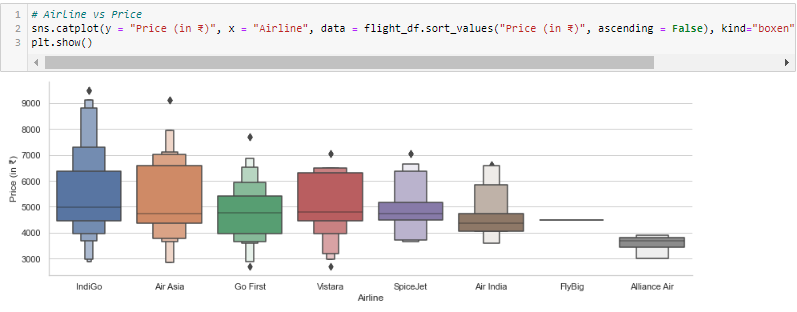 1 # Airline vs Price
2 sns.catplot(y = "Price (in ₹)", x = "Airline", data = flight_df.sort_values("Price (in ₹)", ascending = False), kind="boxen"
3 plt.show()
9000
8000
7000
6000
5000
4000
3000
Price (in ₹)
IndiGo Air Asia Go First Vistara SpiceJet Air India FlyBig Alliance Air
Airline